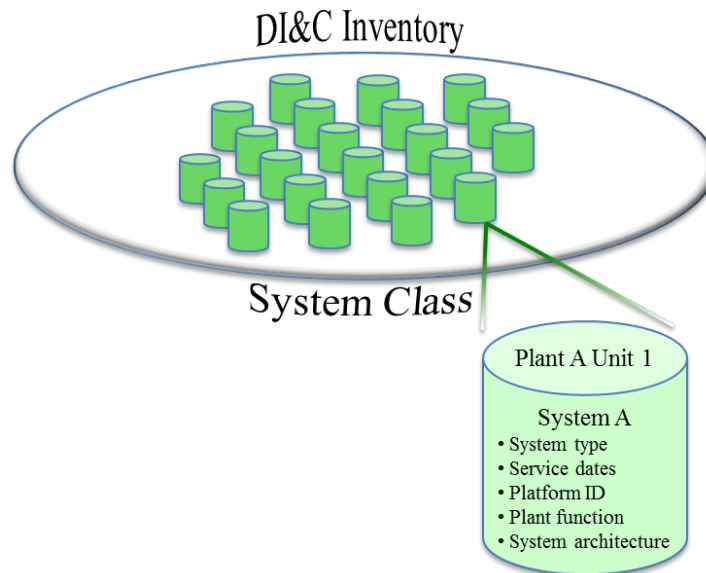 DI&C Inventory
System Class
Plant A Unit 1
System A
• System type
• Service dates
• Platform ID
• Plant function
• System architecture